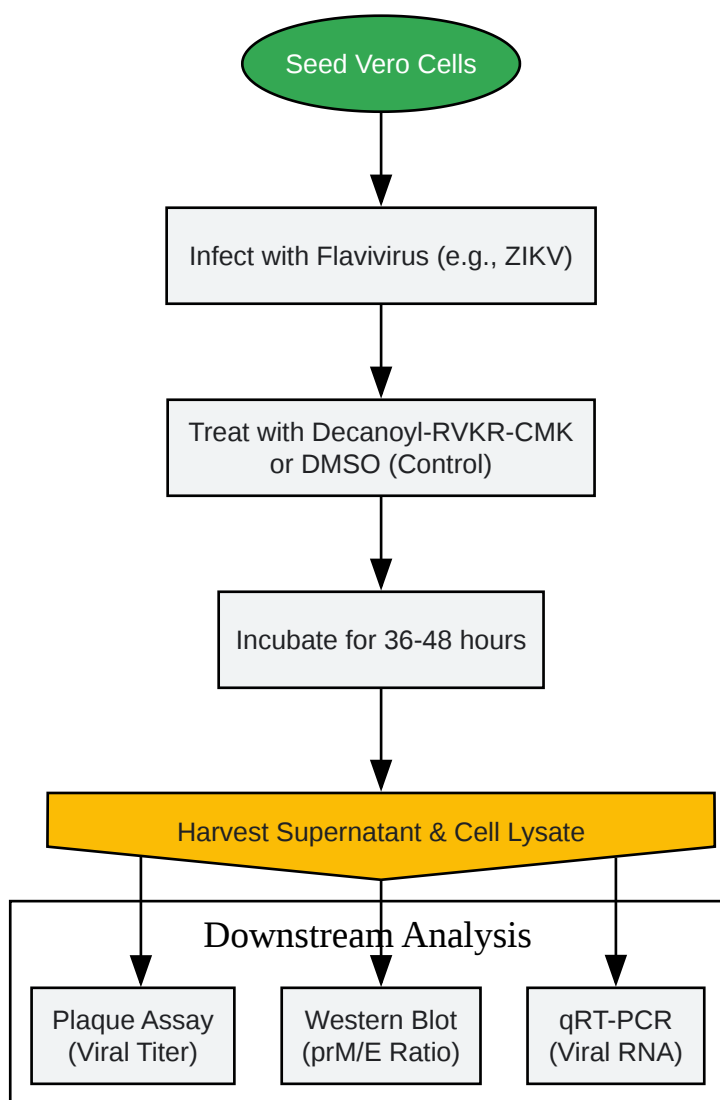 Seed Vero Cells
Infect with Flavivirus (e.g., ZIKV)
Treat with Decanoyl-RVKR-CMK
or DMSO (Control)
Incubate for 36-48 hours
Harvest Supernatant & Cell Lysate
Downstream Analysis
Plaque Assay
(Viral Titer)
Western Blot
(prM/E Ratio)
qRT-PCR
(Viral RNA)